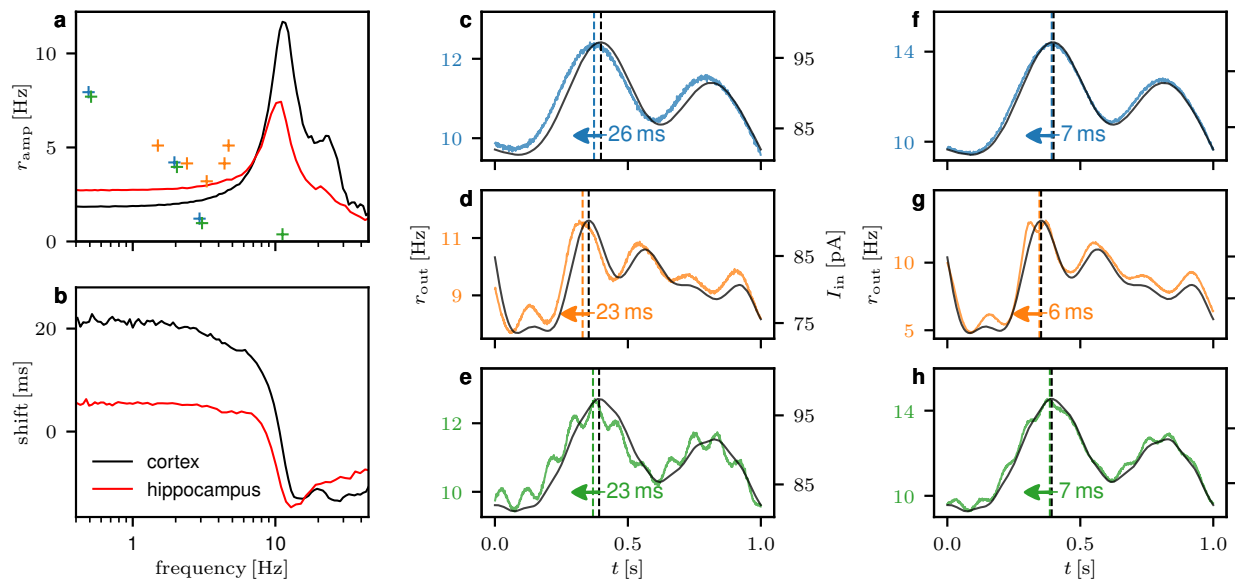 a
10
5
0
r_amp [Hz]
b
20
0
shift [ms]
cortex
hippocampus
1
10
frequency [Hz]
c
12
10
95
85
26 ms
d
11
9
r_out [Hz]
85
75
I_in [pA]
23 ms
e
12
10
95
85
23 ms
0.0
0.5
1.0
t [s]
f
14
10
7 ms
g
10
5
r_out [Hz]
6 ms
h
14
10
7 ms
0.0
0.5
1.0
t [s]